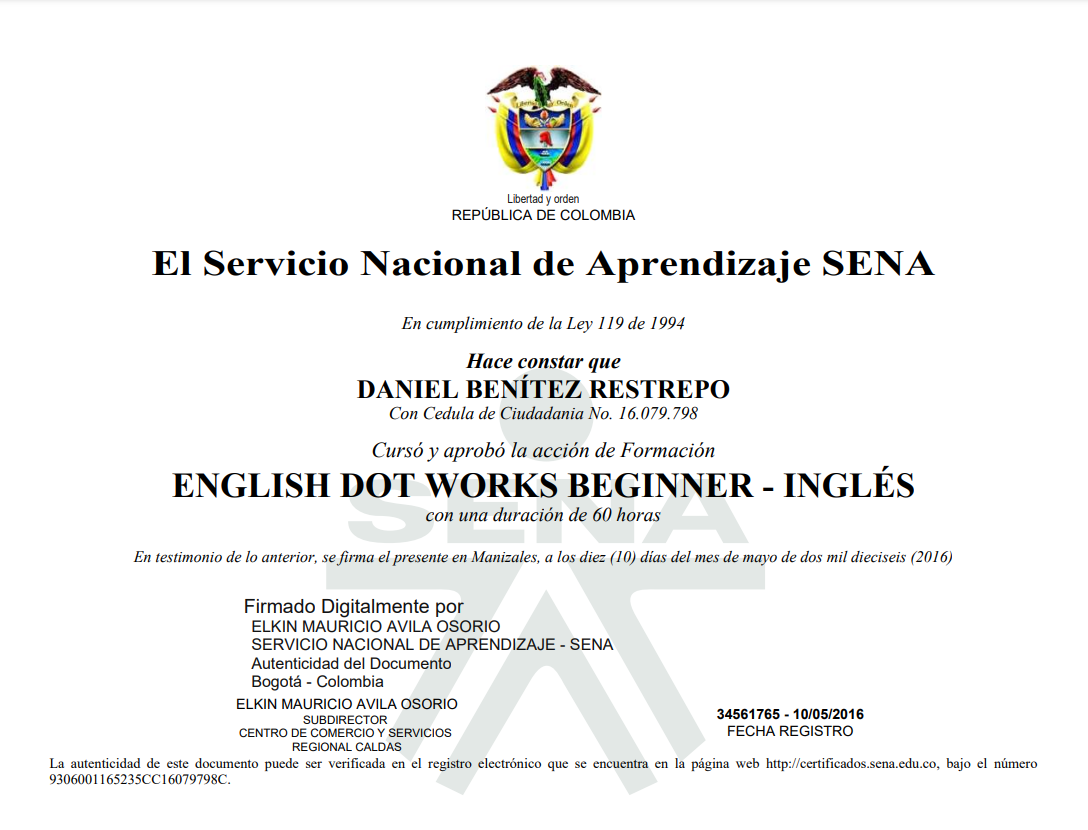 Libertad y Orden
Libertad y orden
REPÚBLICA DE COLOMBIA
El Servicio Nacional de Aprendizaje SENA
En cumplimiento de la Ley 119 de 1994
Hace constar que
DANIEL BENÍTEZ RESTREPO
Con Cedula de Ciudadania No. 16.079.798
Cursó y aprobó la acción de Formación
ENGLISH DOT WORKS BEGINNER - INGLÉS
SENA
con una duración de 60 horas
En testimonio de lo anterior, se firma el presente en Manizales, a los diez (10) días del mes de mayo de dos mil dieciseis (2016)
Firmado Digitalmente por
ELKIN MAURICIO AVILA OSORIO
SERVICIO NACIONAL DE APRENDIZAJE - SENA
Autenticidad del Documento
Bogotá - Colombia
ELKIN MAURICIO AVILA OSORIO
SUBDIRECTOR
CENTRO DE COMERCIO Y SERVICIOS
REGIONAL CALDAS
34561765 - 10/05/2016
FECHA REGISTRO
La autenticidad de este documento puede ser verificada en el registro electrónico que se encuentra en la página web http://certificados.sena.edu.co, bajo el número
9306001165235CC16079798C.